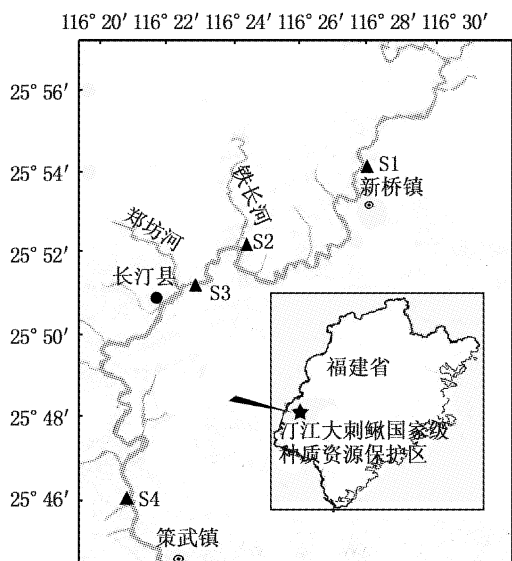 116° 20′ 116° 22′ 116° 24′ 116° 26′ 116° 28′ 116° 30′
25° 56′
25° 54′
25° 52′
25° 50′
25° 48′
25° 46′
S1
新桥镇
铁长河
郑坊河
S2
长汀县
S3
福建省
汀江大刺鳅国家级
种质资源保护区
S4
策武镇